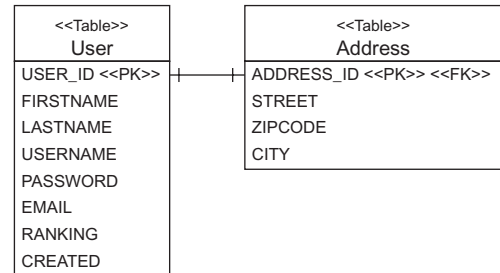 <<Table>>
User
USER_ID <<PK>>
FIRSTNAME
LASTNAME
USERNAME
PASSWORD
EMAIL
RANKING
CREATED
<<Table>>
Address
ADDRESS_ID <<PK>> <<FK>>
STREET
ZIPCODE
CITY